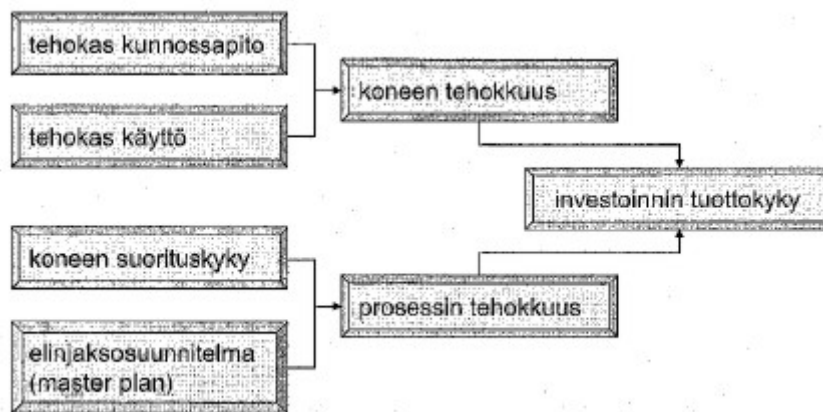 tehokas kunnossapito
koneen tehokkuus
tehokas käyttö
investoinnin tuottokyky
koneen suorituskyky
prosessin tehokkuus
elinjaksosuunnitelma
(master plan)